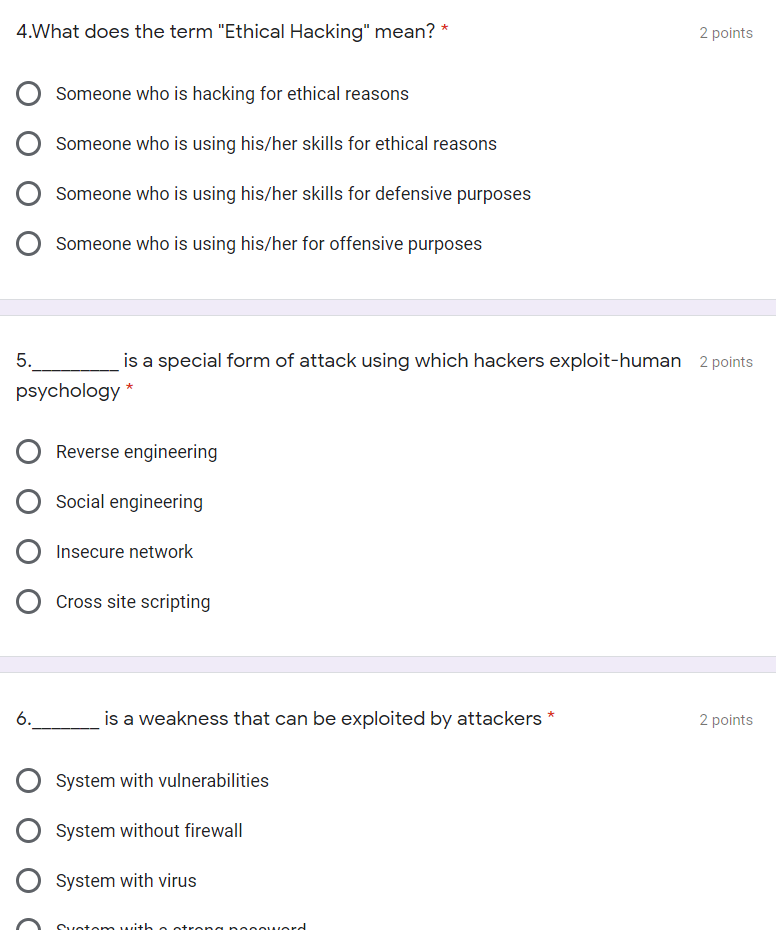 4.What does the term "Ethical Hacking" mean? * 2 points
Someone who is hacking for ethical reasons
Someone who is using his/her skills for ethical reasons
Someone who is using his/her skills for defensive purposes
Someone who is using his/her for offensive purposes
5._________ is a special form of attack using which hackers exploit-human 2 points
psychology *
Reverse engineering
Social engineering
Insecure network
Cross site scripting
6._______ is a weakness that can be exploited by attackers * 2 points
System with vulnerabilities
System without firewall
System with virus
System with a strong password